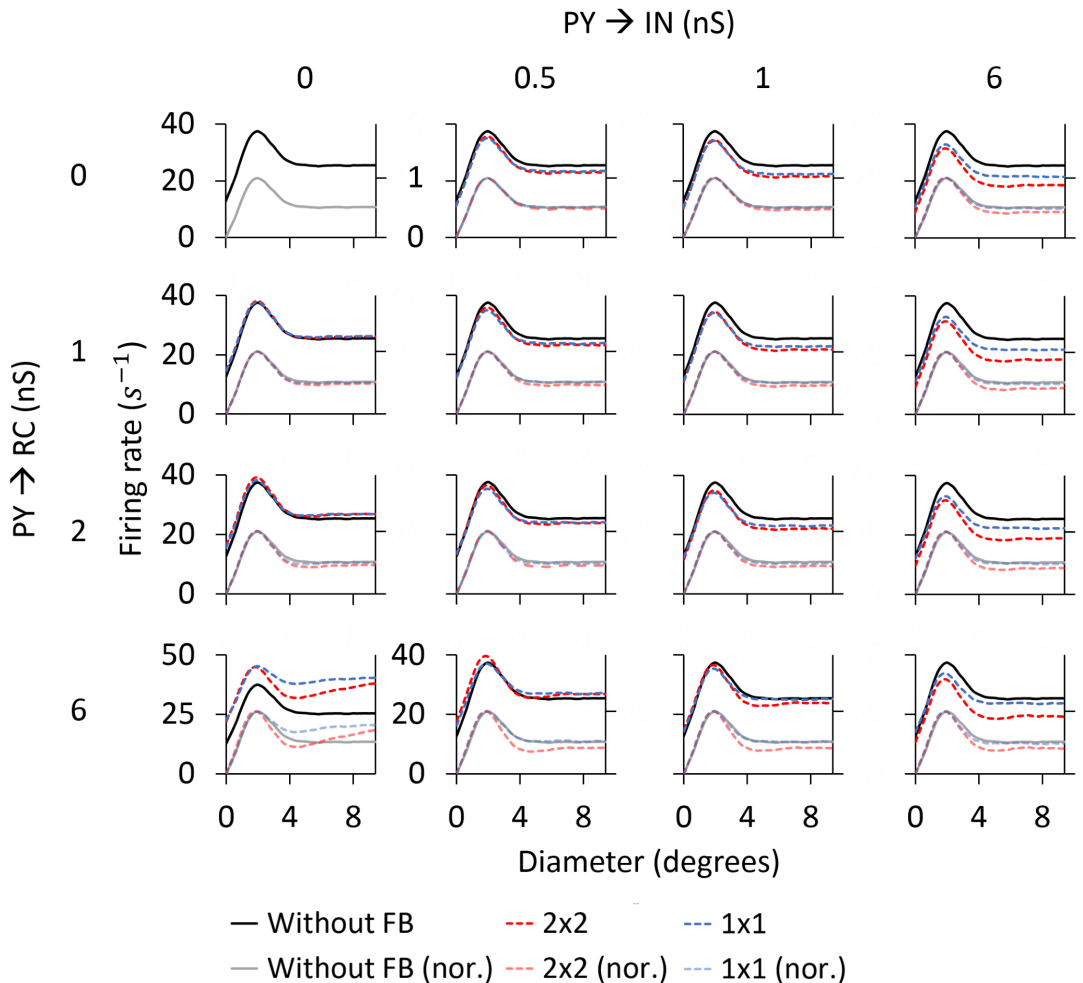 PY → IN (nS)
0 0.5 1 6
0 40 20 0 1 0
PY → RC (nS)
Firing rate (s⁻¹)
1 40 20 0
2 40 20 0
6 50 25 0 40 20 0
0 4 8 0 4 8 0 4 8 0 4 8
Diameter (degrees)
Without FB 2x2 1x1
Without FB (nor.) 2x2 (nor.) 1x1 (nor.)